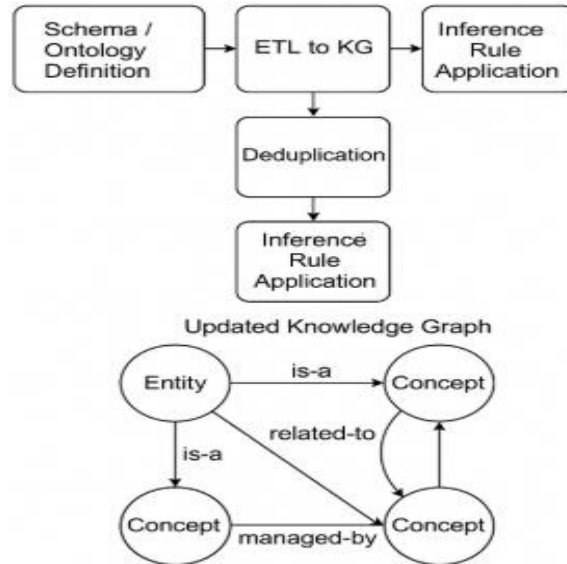 Schema /
Ontology
Definition
ETL to KG
Inference
Rule
Application
Deduplication
Inference
Rule
Application
Updated Knowledge Graph
Entity
is-a
Concept
related-to
is-a
Concept
managed-by
Concept